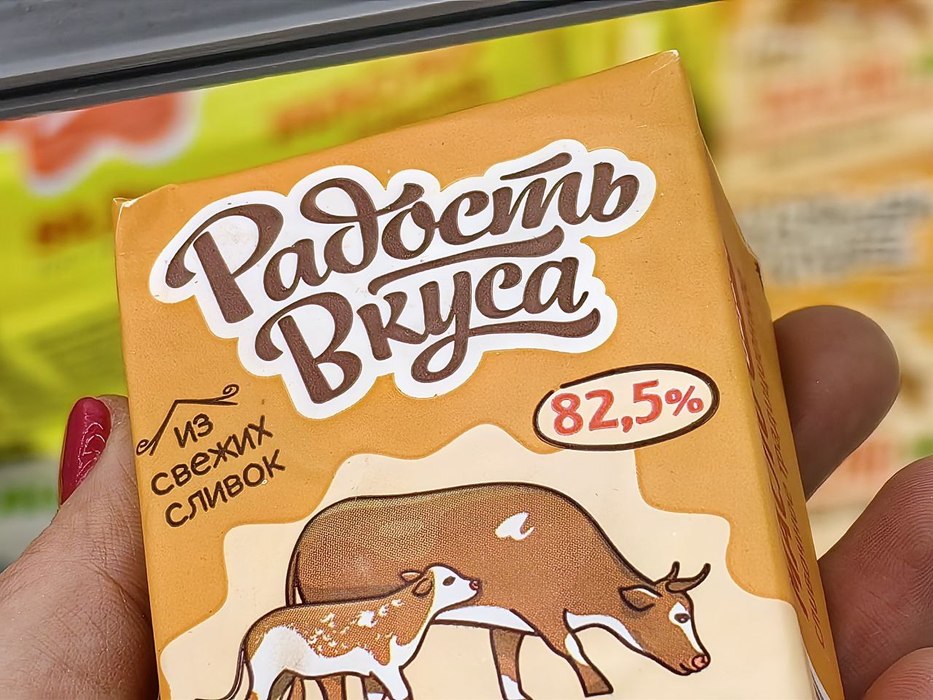 Радость
Вкуса
82,5%
из
свежих
сливок